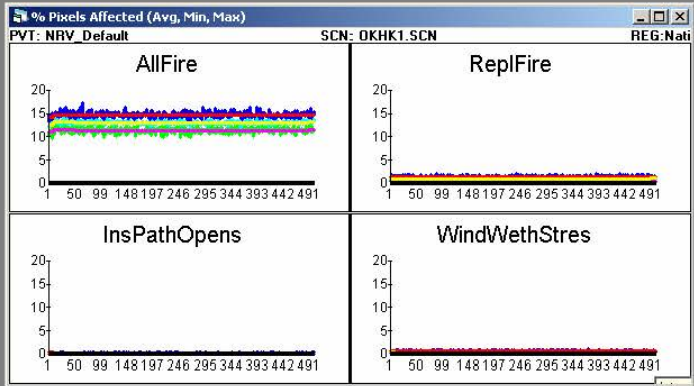 % Pixels Affected (Avg, Min, Max)
PVT: NRV_Default SCN: OKHK1.SCN REG:Nati
AllFire
20
15
10
5
0
1 50 99 148 197 246 295 344 393 442 491
ReplFire
20
15
10
5
0
1 50 99 148 197 246 295 344 393 442 491
InsPathOpens
20
15
10
5
0
1 50 99 148 197 246 295 344 393 442 491
WindWethStres
20
15
10
5
0
1 50 99 148 197 246 295 344 393 442 491